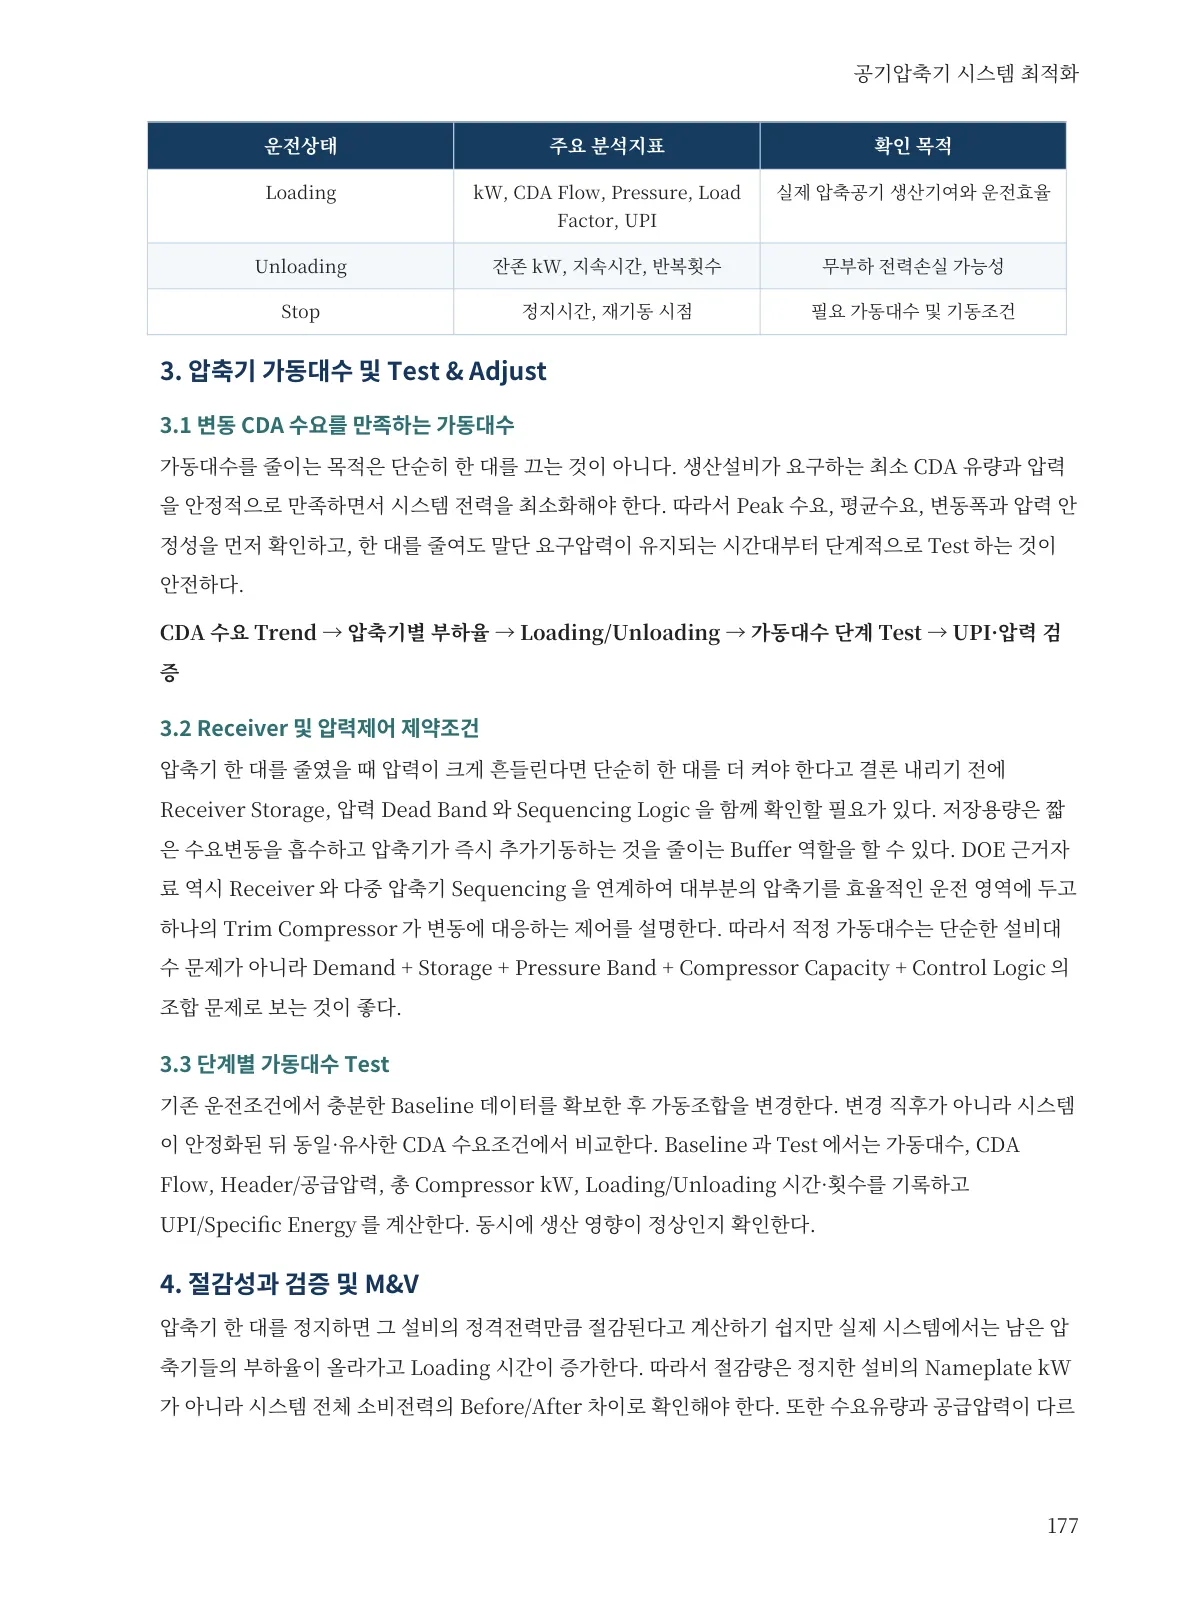 공기압축기 시스템 최적화
운전상태 주요 분석지표 확인 목적
Loading kW, CDA Flow, Pressure, Load Factor, UPI 실제 압축공기 생산기여와 운전효율
Unloading 잔존 kW, 지속시간, 반복횟수 무부하 전력손실 가능성
Stop 정지시간, 재기동 시점 필요 가동대수 및 기동조건
3. 압축기 가동대수 및 Test & Adjust
3.1 변동 CDA 수요를 만족하는 가동대수
가동대수를 줄이는 목적은 단순히 한 대를 끄는 것이 아니다. 생산설비가 요구하는 최소 CDA 유량과 압력
을 안정적으로 만족하면서 시스템 전력을 최소화해야 한다. 따라서 Peak 수요, 평균수요, 변동폭과 압력 안
정성을 먼저 확인하고, 한 대를 줄여도 말단 요구압력이 유지되는 시간대부터 단계적으로 Test 하는 것이
안전하다.
CDA 수요 Trend → 압축기별 부하율 → Loading/Unloading → 가동대수 단계 Test → UPI·압력 검
증
3.2 Receiver 및 압력제어 제약조건
압축기 한 대를 줄였을 때 압력이 크게 흔들린다면 단순히 한 대를 더 켜야 한다고 결론 내리기 전에
Receiver Storage, 압력 Dead Band 와 Sequencing Logic 을 함께 확인할 필요가 있다. 저장용량은 짧
은 수요변동을 흡수하고 압축기가 즉시 추가기동하는 것을 줄이는 Buffer 역할을 할 수 있다. DOE 근거자
료 역시 Receiver 와 다중 압축기 Sequencing 을 연계하여 대부분의 압축기를 효율적인 운전 영역에 두고
하나의 Trim Compressor 가 변동에 대응하는 제어를 설명한다. 따라서 적정 가동대수는 단순한 설비대
수 문제가 아니라 Demand + Storage + Pressure Band + Compressor Capacity + Control Logic 의
조합 문제로 보는 것이 좋다.
3.3 단계별 가동대수 Test
기존 운전조건에서 충분한 Baseline 데이터를 확보한 후 가동조합을 변경한다. 변경 직후가 아니라 시스템
이 안정화된 뒤 동일·유사한 CDA 수요조건에서 비교한다. Baseline 과 Test 에서는 가동대수, CDA
Flow, Header/공급압력, 총 Compressor kW, Loading/Unloading 시간·횟수를 기록하고
UPI/Specific Energy 를 계산한다. 동시에 생산 영향이 정상인지 확인한다.
4. 절감성과 검증 및 M&V
압축기 한 대를 정지하면 그 설비의 정격전력만큼 절감된다고 계산하기 쉽지만 실제 시스템에서는 남은 압
축기들의 부하율이 올라가고 Loading 시간이 증가한다. 따라서 절감량은 정지한 설비의 Nameplate kW
가 아니라 시스템 전체 소비전력의 Before/After 차이로 확인해야 한다. 또한 수요유량과 공급압력이 다르
177